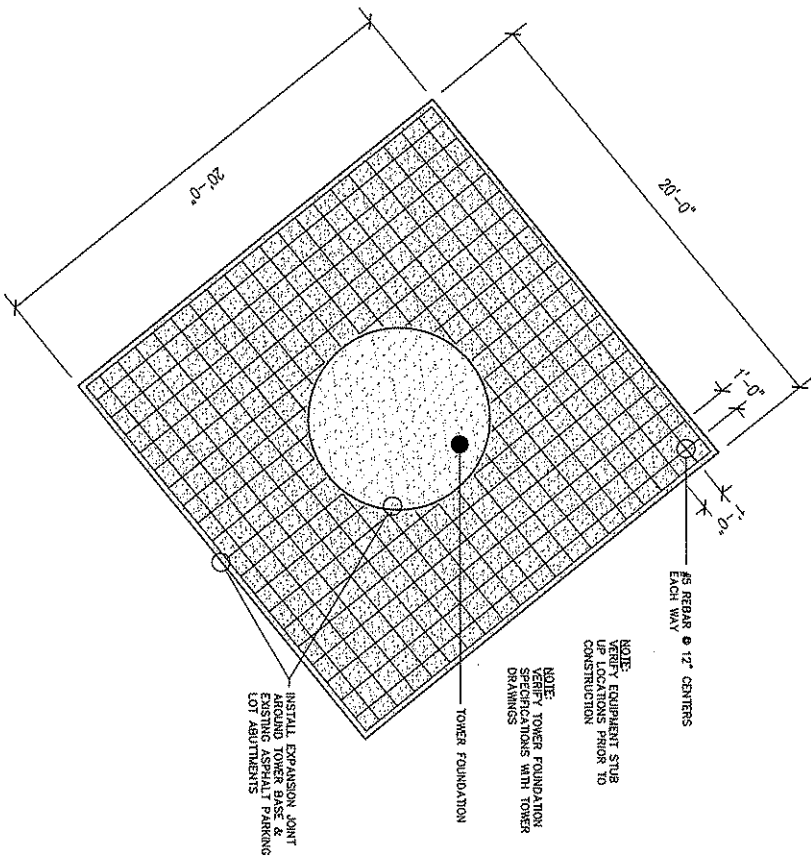 20'-0"
20'-0"
1'-0"
1'-0"
#5 REBAR @ 12" CENTERS
EACH WAY
NOTE:
VERIFY EQUIPMENT STUB
UP LOCATIONS PRIOR TO
CONSTRUCTION
NOTE:
VERIFY TOWER FOUNDATION
SPECIFICATIONS WITH TOWER
DRAWINGS
TOWER FOUNDATION
INSTALL EXPANSION JOINT
AROUND TOWER BASE &
EXISTING ASPHALT PARKING
LOT ABUTTMENTS